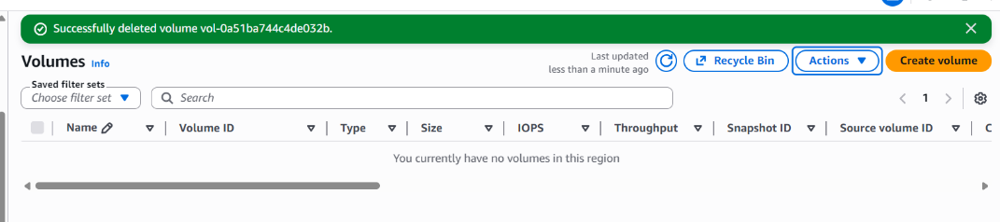 Successfully deleted volume vol-0a51ba744c4de032b.
Volumes Info
Last updated
less than a minute ago
Recycle Bin
Actions
Create volume
Saved filter sets
Choose filter set
Search
1
Name
Volume ID
Type
Size
IOPS
Throughput
Snapshot ID
Source volume ID
C
You currently have no volumes in this region